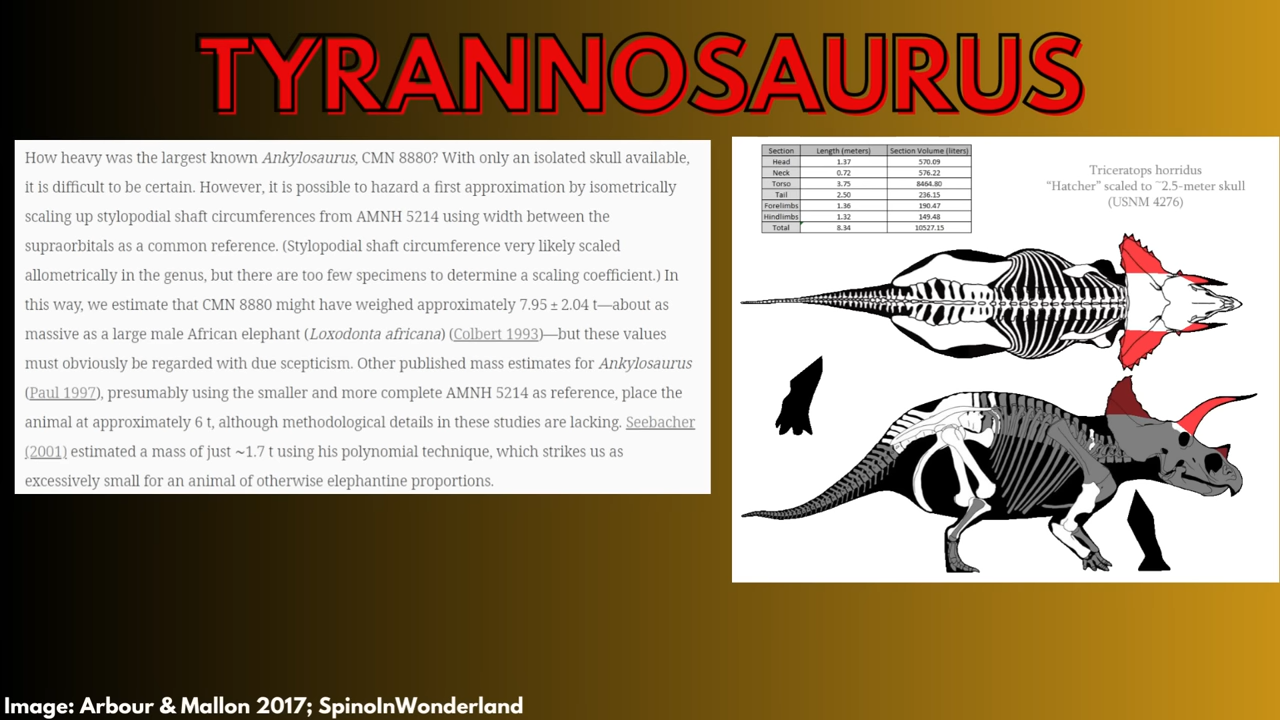 TYRANNOSAURUS
How heavy was the largest known Ankylosaurus, CMN 8880? With only an isolated skull available,
it is difficult to be certain. However, it is possible to hazard a first approximation by isometrically
scaling up stylopodial shaft circumferences from AMNH 5214 using width between the
supraorbitals as a common reference. (Stylopodial shaft circumference very likely scaled
allometrically in the genus, but there are too few specimens to determine a scaling coefficient.) In
this way, we estimate that CMN 8880 might have weighed approximately 7.95 ± 2.04 t—about as
massive as a large male African elephant (Loxodonta africana) (Colbert 1993)—but these values
must obviously be regarded with due scepticism. Other published mass estimates for Ankylosaurus
(Paul 1997), presumably using the smaller and more complete AMNH 5214 as reference, place the
animal at approximately 6 t, although methodological details in these studies are lacking. Seebacher
(2001) estimated a mass of just ~1.7 t using his polynomial technique, which strikes us as
excessively small for an animal of otherwise elephantine proportions.
Section Length (meters) Section Volume (liters)
Head 1.37 570.09
Neck 0.72 576.22
Torso 3.75 8464.80
Tail 2.50 236.15
Forelimbs 1.36 190.47
Hindlimbs 1.32 149.48
Total 8.34 10527.15
Triceratops horridus
“Hatcher” scaled to ~2.5-meter skull
(USNM 4276)
Image: Arbour & Mallon 2017; SpinoInWonderland